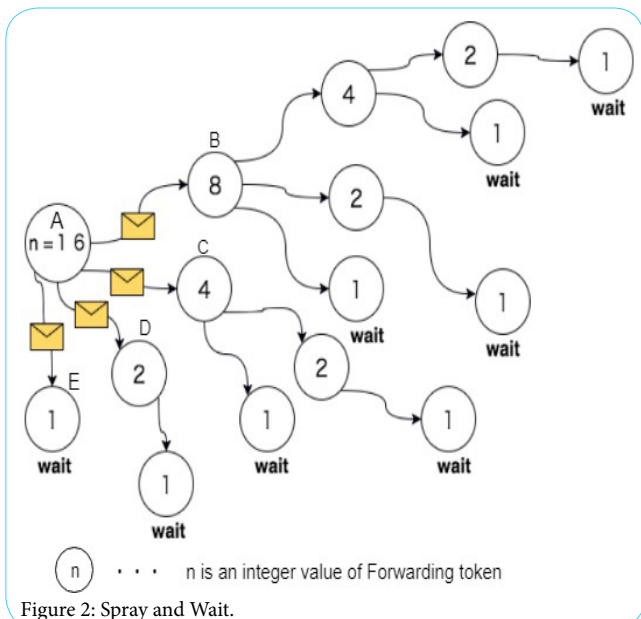 2
1
wait
4
1
wait
B
8
2
A
n = 1 6
C
4
1
wait
1
wait
D
2
2
E
1
wait
1
wait
1
wait
1
wait
n · · · n is an integer value of Forwarding token
Figure 2: Spray and Wait.